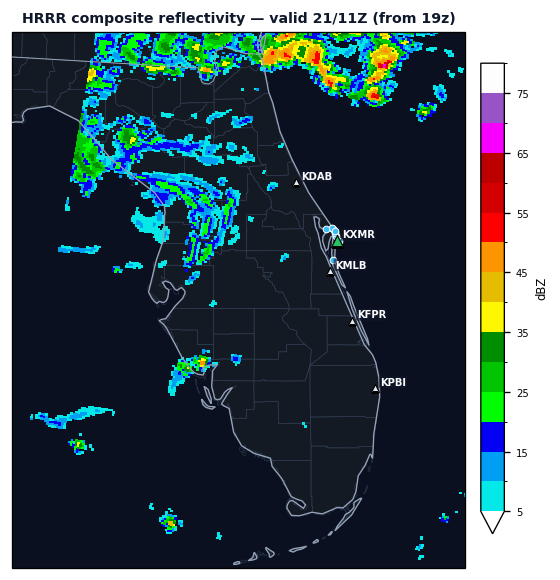 HRRR composite reflectivity — valid 21/11Z (from 19z)
KDAB
KXMR
KMLB
KFPR
KPBI
75
65
55
45
35
25
15
5
dBZ